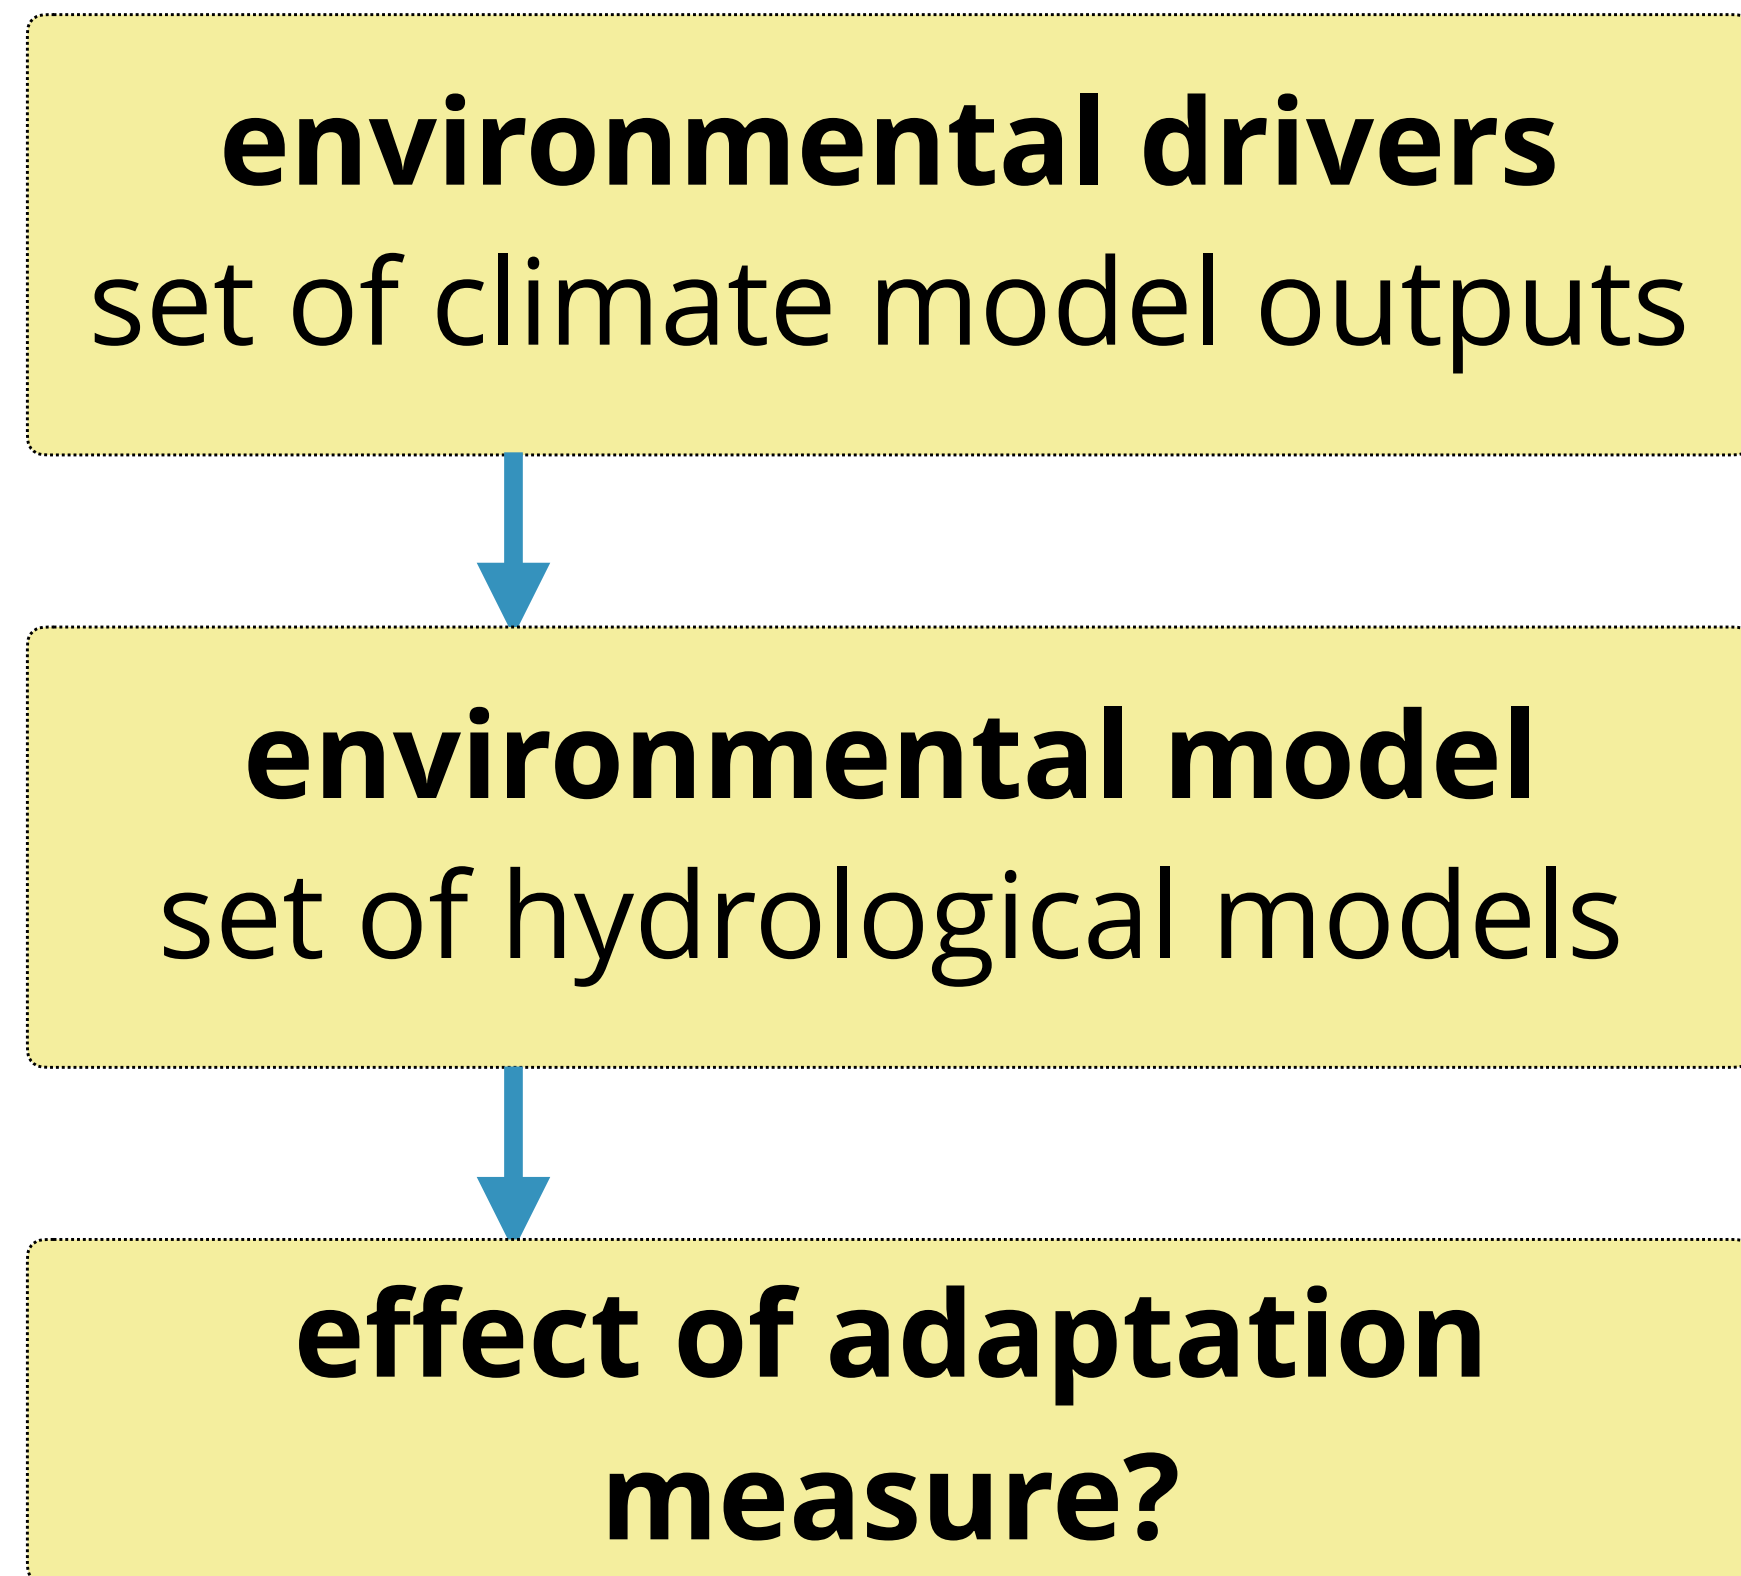 environmental drivers
set of climate model outputs
environmental model
set of hydrological models
effect of adaptation
measure?